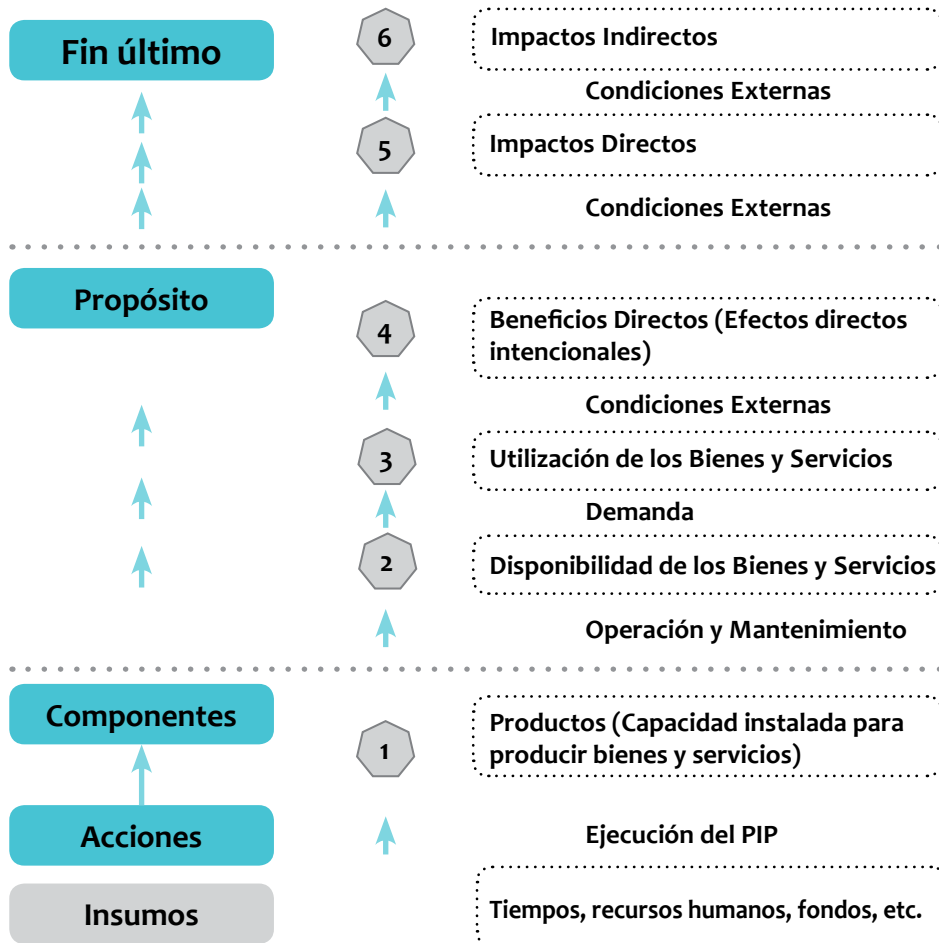 Fin último
6
Impactos Indirectos
Condiciones Externas
5
Impactos Directos
Condiciones Externas
Propósito
4
Beneficios Directos (Efectos directos
intencionales)
Condiciones Externas
3
Utilización de los Bienes y Servicios
Demanda
2
Disponibilidad de los Bienes y Servicios
Operación y Mantenimiento
Componentes
1
Productos (Capacidad instalada para
producir bienes y servicios)
Acciones
Ejecución del PIP
Insumos
Tiempos, recursos humanos, fondos, etc.